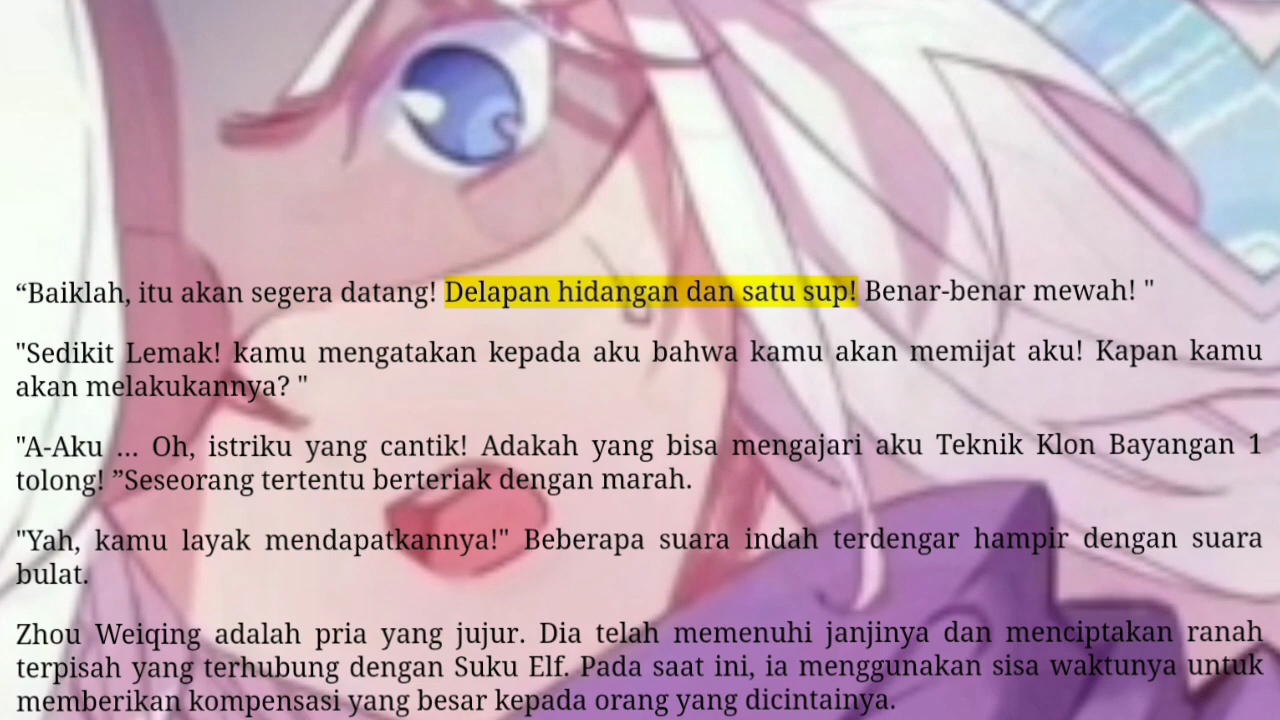 “Baiklah, itu akan segera datang! Delapan hidangan dan satu sup! Benar-benar mewah! "
"Sedikit Lemak! kamu mengatakan kepada aku bahwa kamu akan memijat aku! Kapan kamu
akan melakukannya? "
"A-Aku ... Oh, istriku yang cantik! Adakah yang bisa mengajari aku Teknik Klon Bayangan 1
tolong! ”Seseorang tertentu berteriak dengan marah.
"Yah, kamu layak mendapatkannya!" Beberapa suara indah terdengar hampir dengan suara
bulat.
Zhou Weiqing adalah pria yang jujur. Dia telah memenuhi janjinya dan menciptakan ranah
terpisah yang terhubung dengan Suku Elf. Pada saat ini, ia menggunakan sisa waktunya untuk
memberikan kompensasi yang besar kepada orang yang dicintainya.